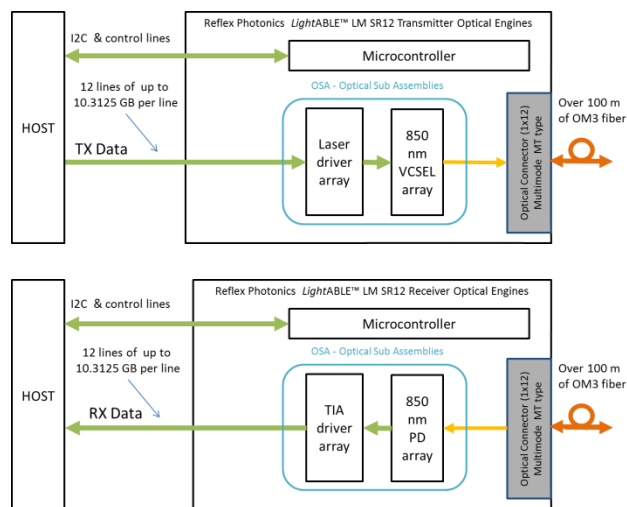 Reflex Photonics LightABLE™ LM SR12 Transmitter Optical Engines
I2C & control lines
Microcontroller
12 lines of up to
10.3125 GB per line
OSA - Optical Sub Assemblies
HOST
TX Data
Laser
driver
array
850
nm
VCSEL
array
Optical Connector (1x12)
Multimode MT type
Over 100 m
of OM3 fiber
Reflex Photonics LightABLE™ LM SR12 Receiver Optical Engines
I2C & control lines
Microcontroller
12 lines of up to
10.3125 GB per line
OSA - Optical Sub Assemblies
HOST
RX Data
TIA
driver
array
850
nm
PD
array
Optical Connector (1x12)
Multimode MT type
Over 100 m
of OM3 fiber